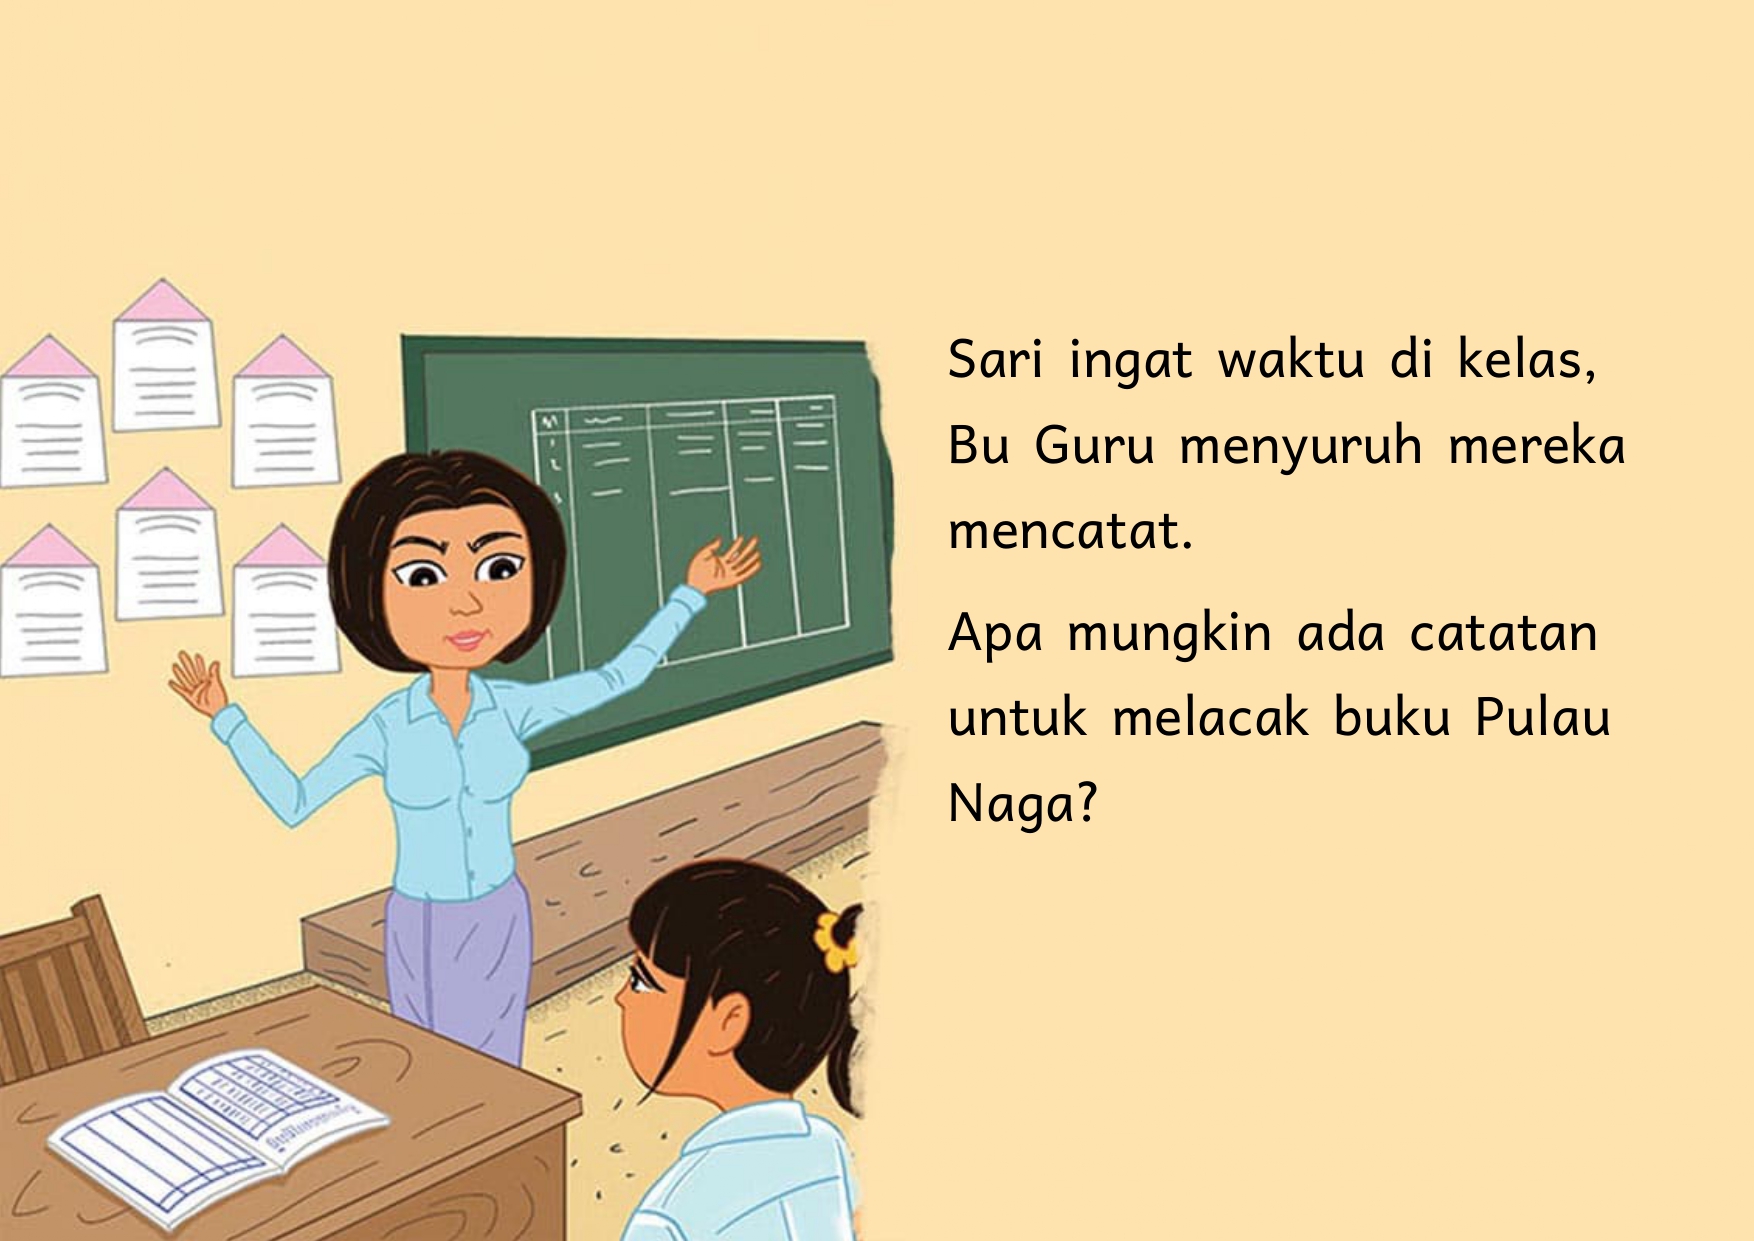 Sari ingat waktu di kelas,
Bu Guru menyuruh mereka
mencatat.
Apa mungkin ada catatan
untuk melacak buku Pulau
Naga?